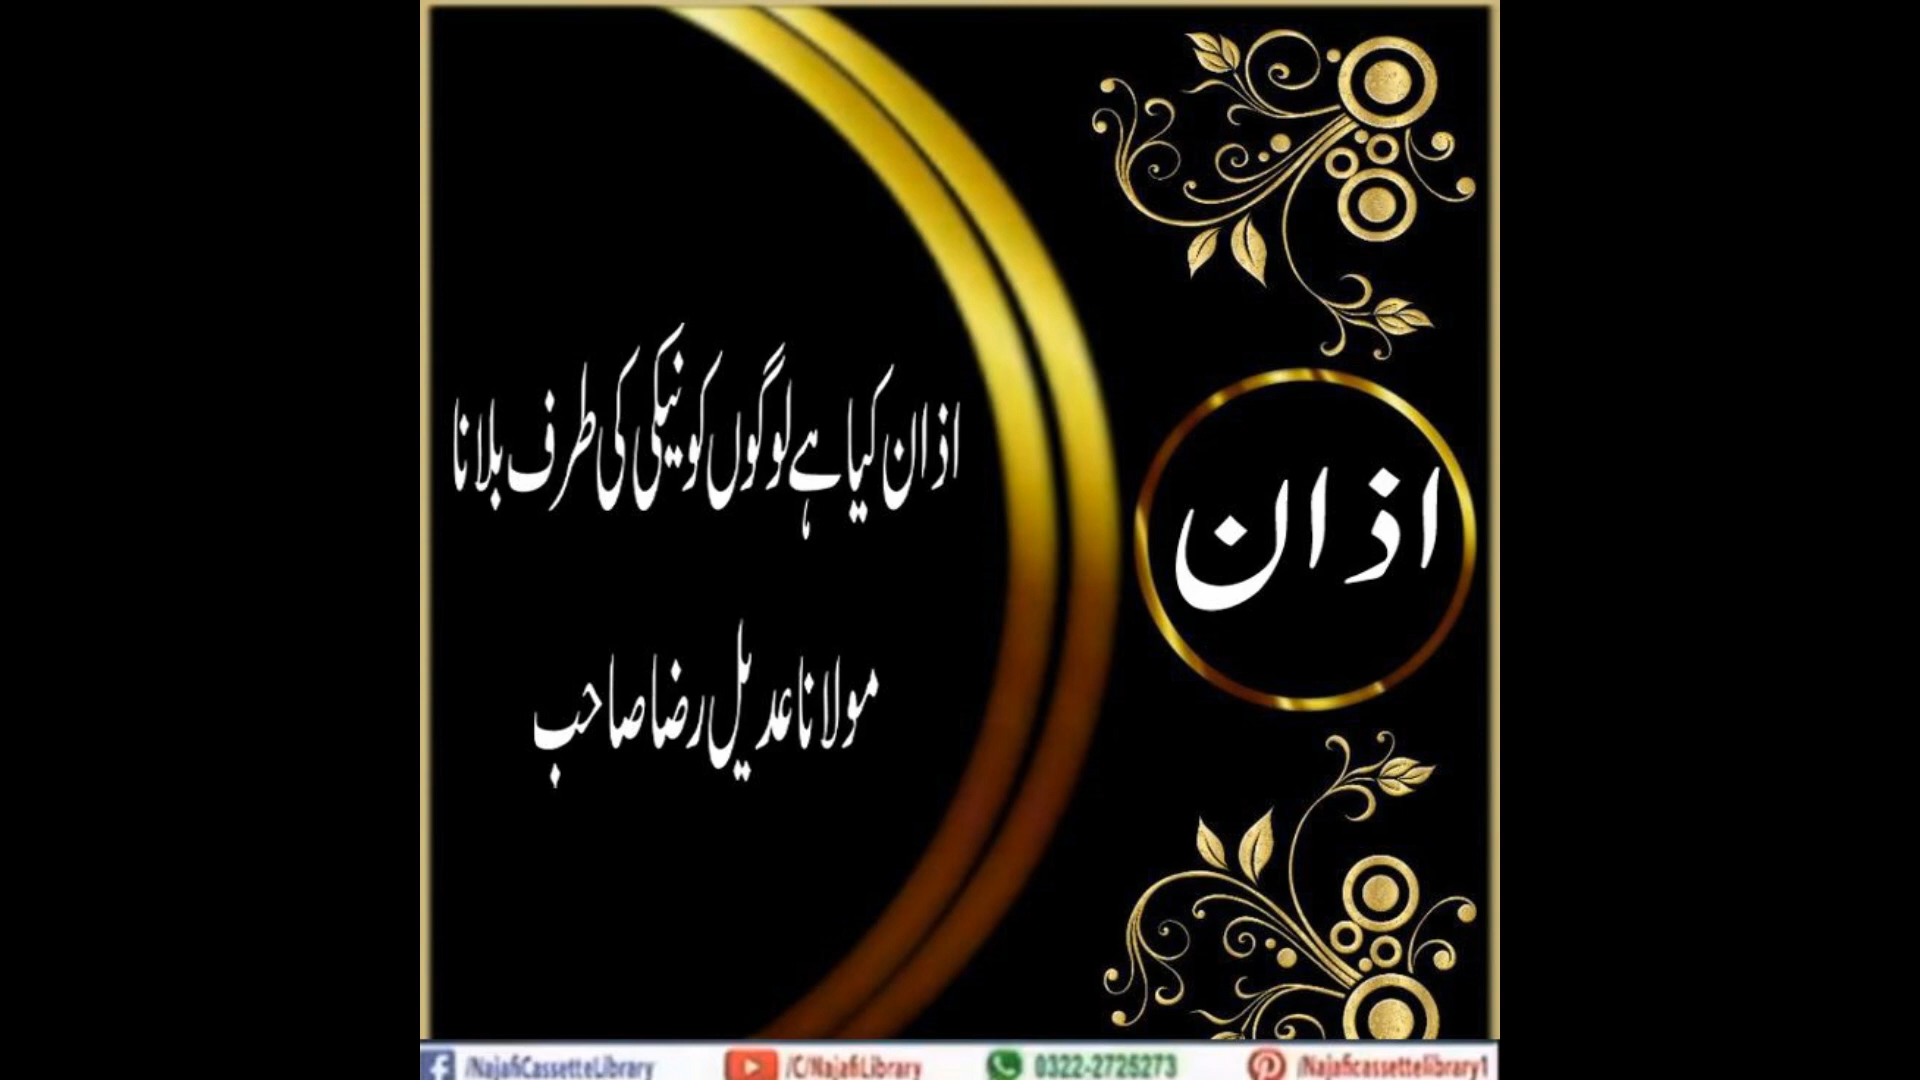 اذان
اذان کیا ہے لوگوں کو نیکی کی طرف بلانا
مولانا عدیل رضا صاحب
/NajafiCassetteLibrary
/C/NajafiLibrary
0322-2725273
/Najaficassettelibrary1